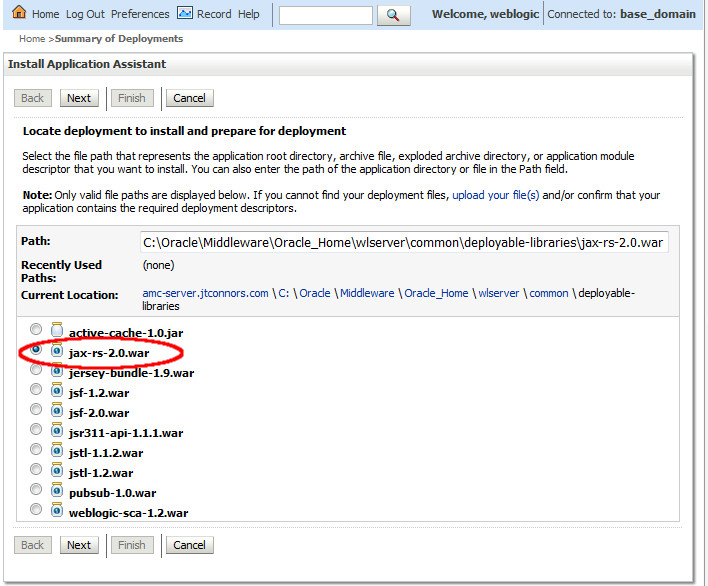 Home Log Out Preferences Record Help Welcome, weblogic Connected to: base_domain
Home >Summary of Deployments
Install Application Assistant
Back Next Finish Cancel
Locate deployment to install and prepare for deployment
Select the file path that represents the application root directory, archive file, exploded archive directory, or application module
descriptor that you want to install. You can also enter the path of the application directory or file in the Path field.
Note: Only valid file paths are displayed below. If you cannot find your deployment files, upload your file(s) and/or confirm that your
application contains the required deployment descriptors.
Path: C:\Oracle\Middleware\Oracle_Home\wlserver\common\deployable-libraries\jax-rs-2.0.war
Recently Used (none)
Paths:
Current Location: amc-server.jtconnors.com \ C: \ Oracle \ Middleware \ Oracle_Home \ wlserver \ common \ deployable-
libraries
active-cache-1.0.jar
jax-rs-2.0.war
jersey-bundle-1.9.war
jsf-1.2.war
jsf-2.0.war
jsr311-api-1.1.1.war
jstl-1.1.2.war
jstl-1.2.war
pubsub-1.0.war
weblogic-sca-1.2.war
Back Next Finish Cancel